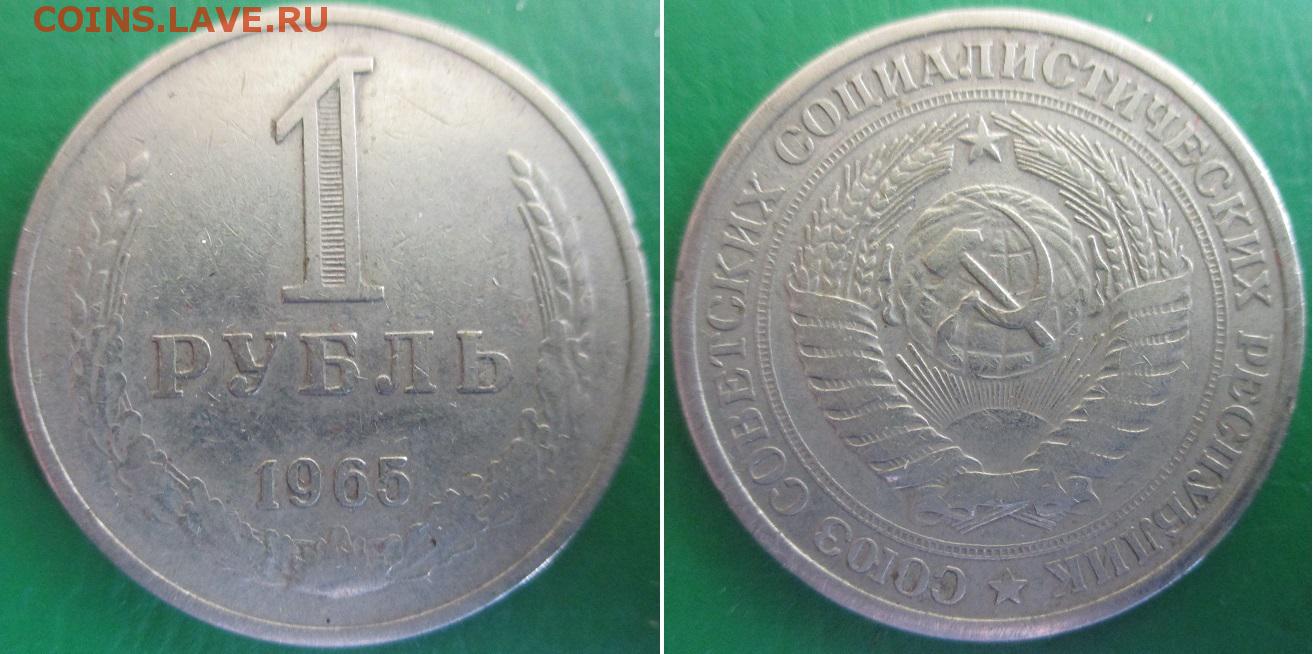 COINS.LAVE.RU
1
РУБЛЬ
1965
СОЮЗ СОВЕТСКИХ СОЦИАЛИСТИЧЕСКИХ РЕСПУБЛИК